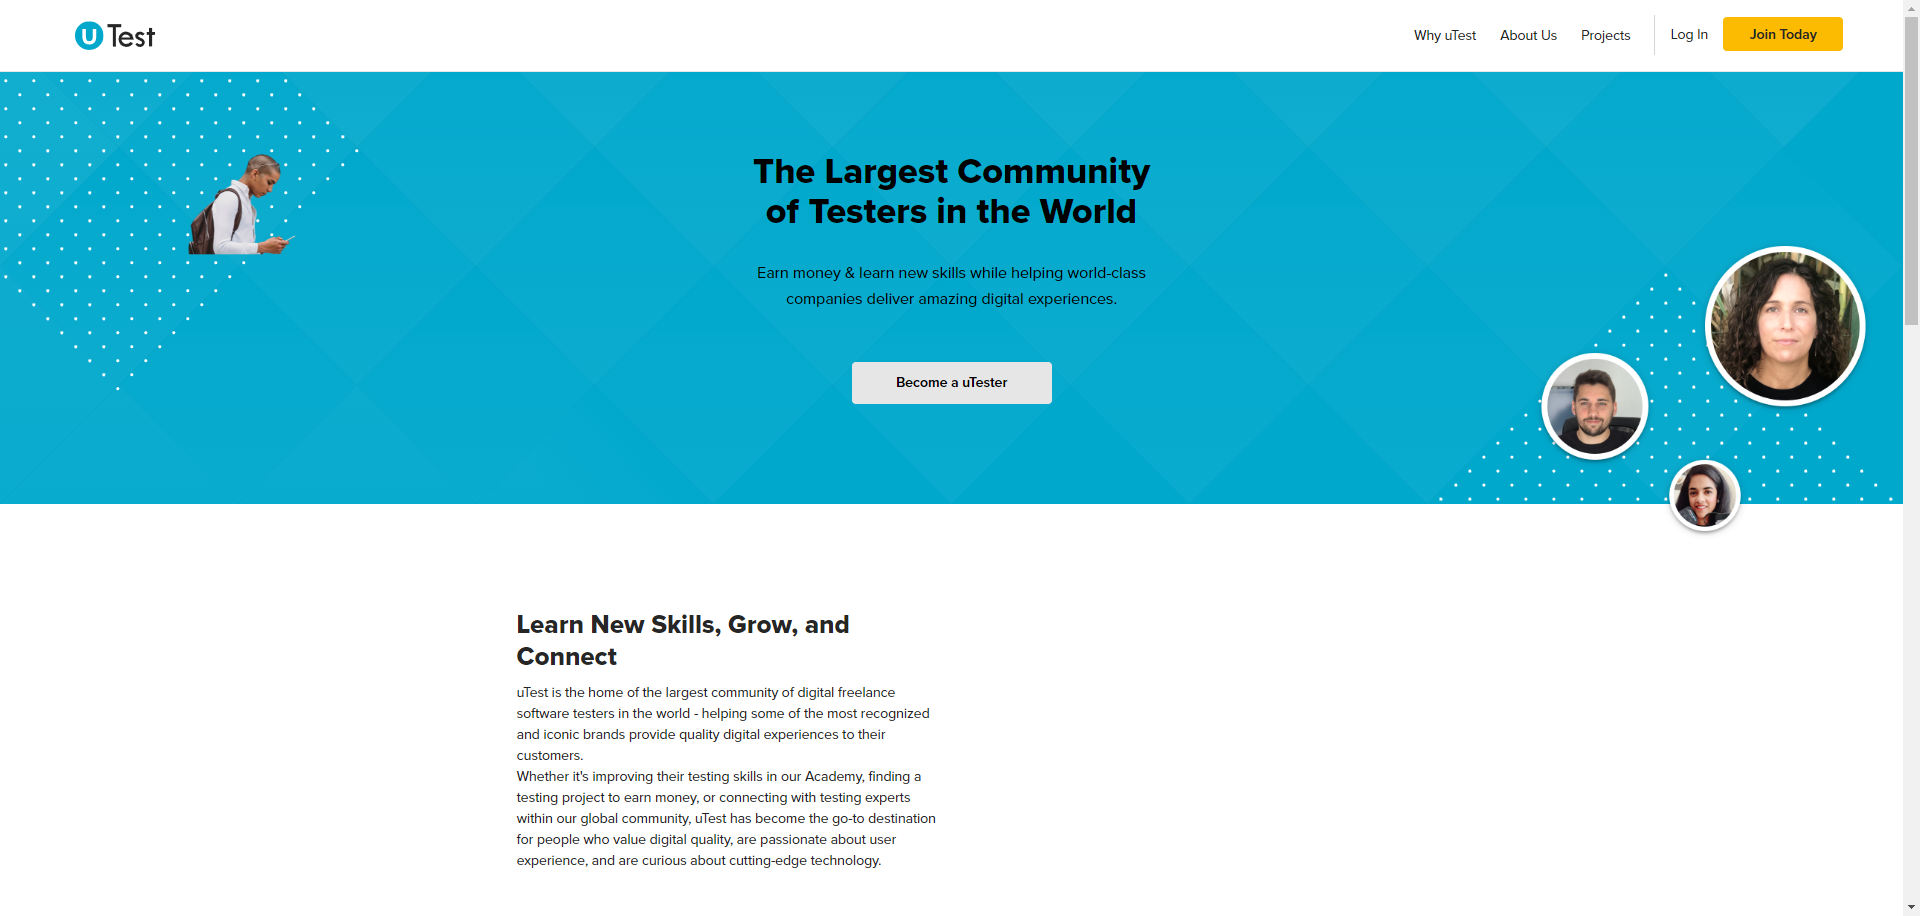 u Test
Why uTest
About Us
Projects
Log In
Join Today
The Largest Community
of Testers in the World
Earn money & learn new skills while helping world-class
companies deliver amazing digital experiences.
Become a uTester
Learn New Skills, Grow, and
Connect
uTest is the home of the largest community of digital freelance
software testers in the world - helping some of the most recognized
and iconic brands provide quality digital experiences to their
customers.
Whether it's improving their testing skills in our Academy, finding a
testing project to earn money, or connecting with testing experts
within our global community, uTest has become the go-to destination
for people who value digital quality, are passionate about user
experience, and are curious about cutting-edge technology.